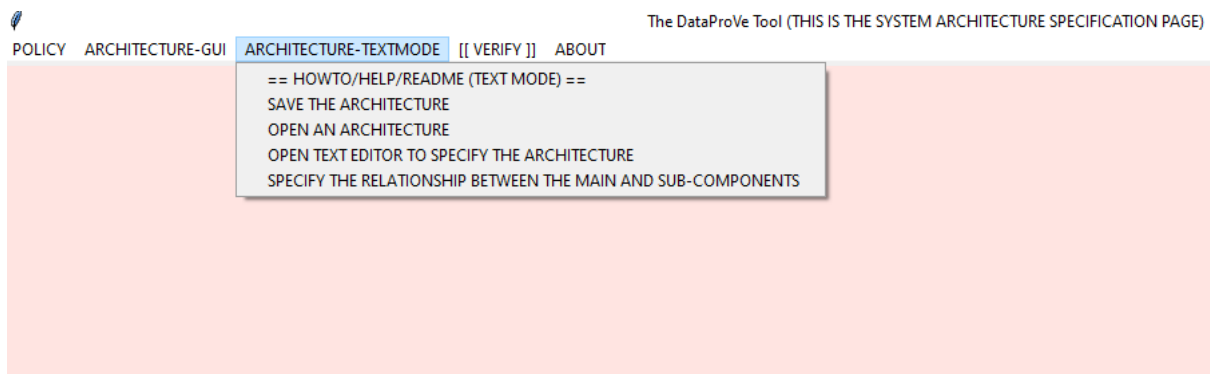 The DataProVe Tool (THIS IS THE SYSTEM ARCHITECTURE SPECIFICATION PAGE)
POLICY ARCHITECTURE-GUI ARCHITECTURE-TEXTMODE [[ VERIFY ]] ABOUT
== HOWTO/HELP/README (TEXT MODE) ==
SAVE THE ARCHITECTURE
OPEN AN ARCHITECTURE
OPEN TEXT EDITOR TO SPECIFY THE ARCHITECTURE
SPECIFY THE RELATIONSHIP BETWEEN THE MAIN AND SUB-COMPONENTS